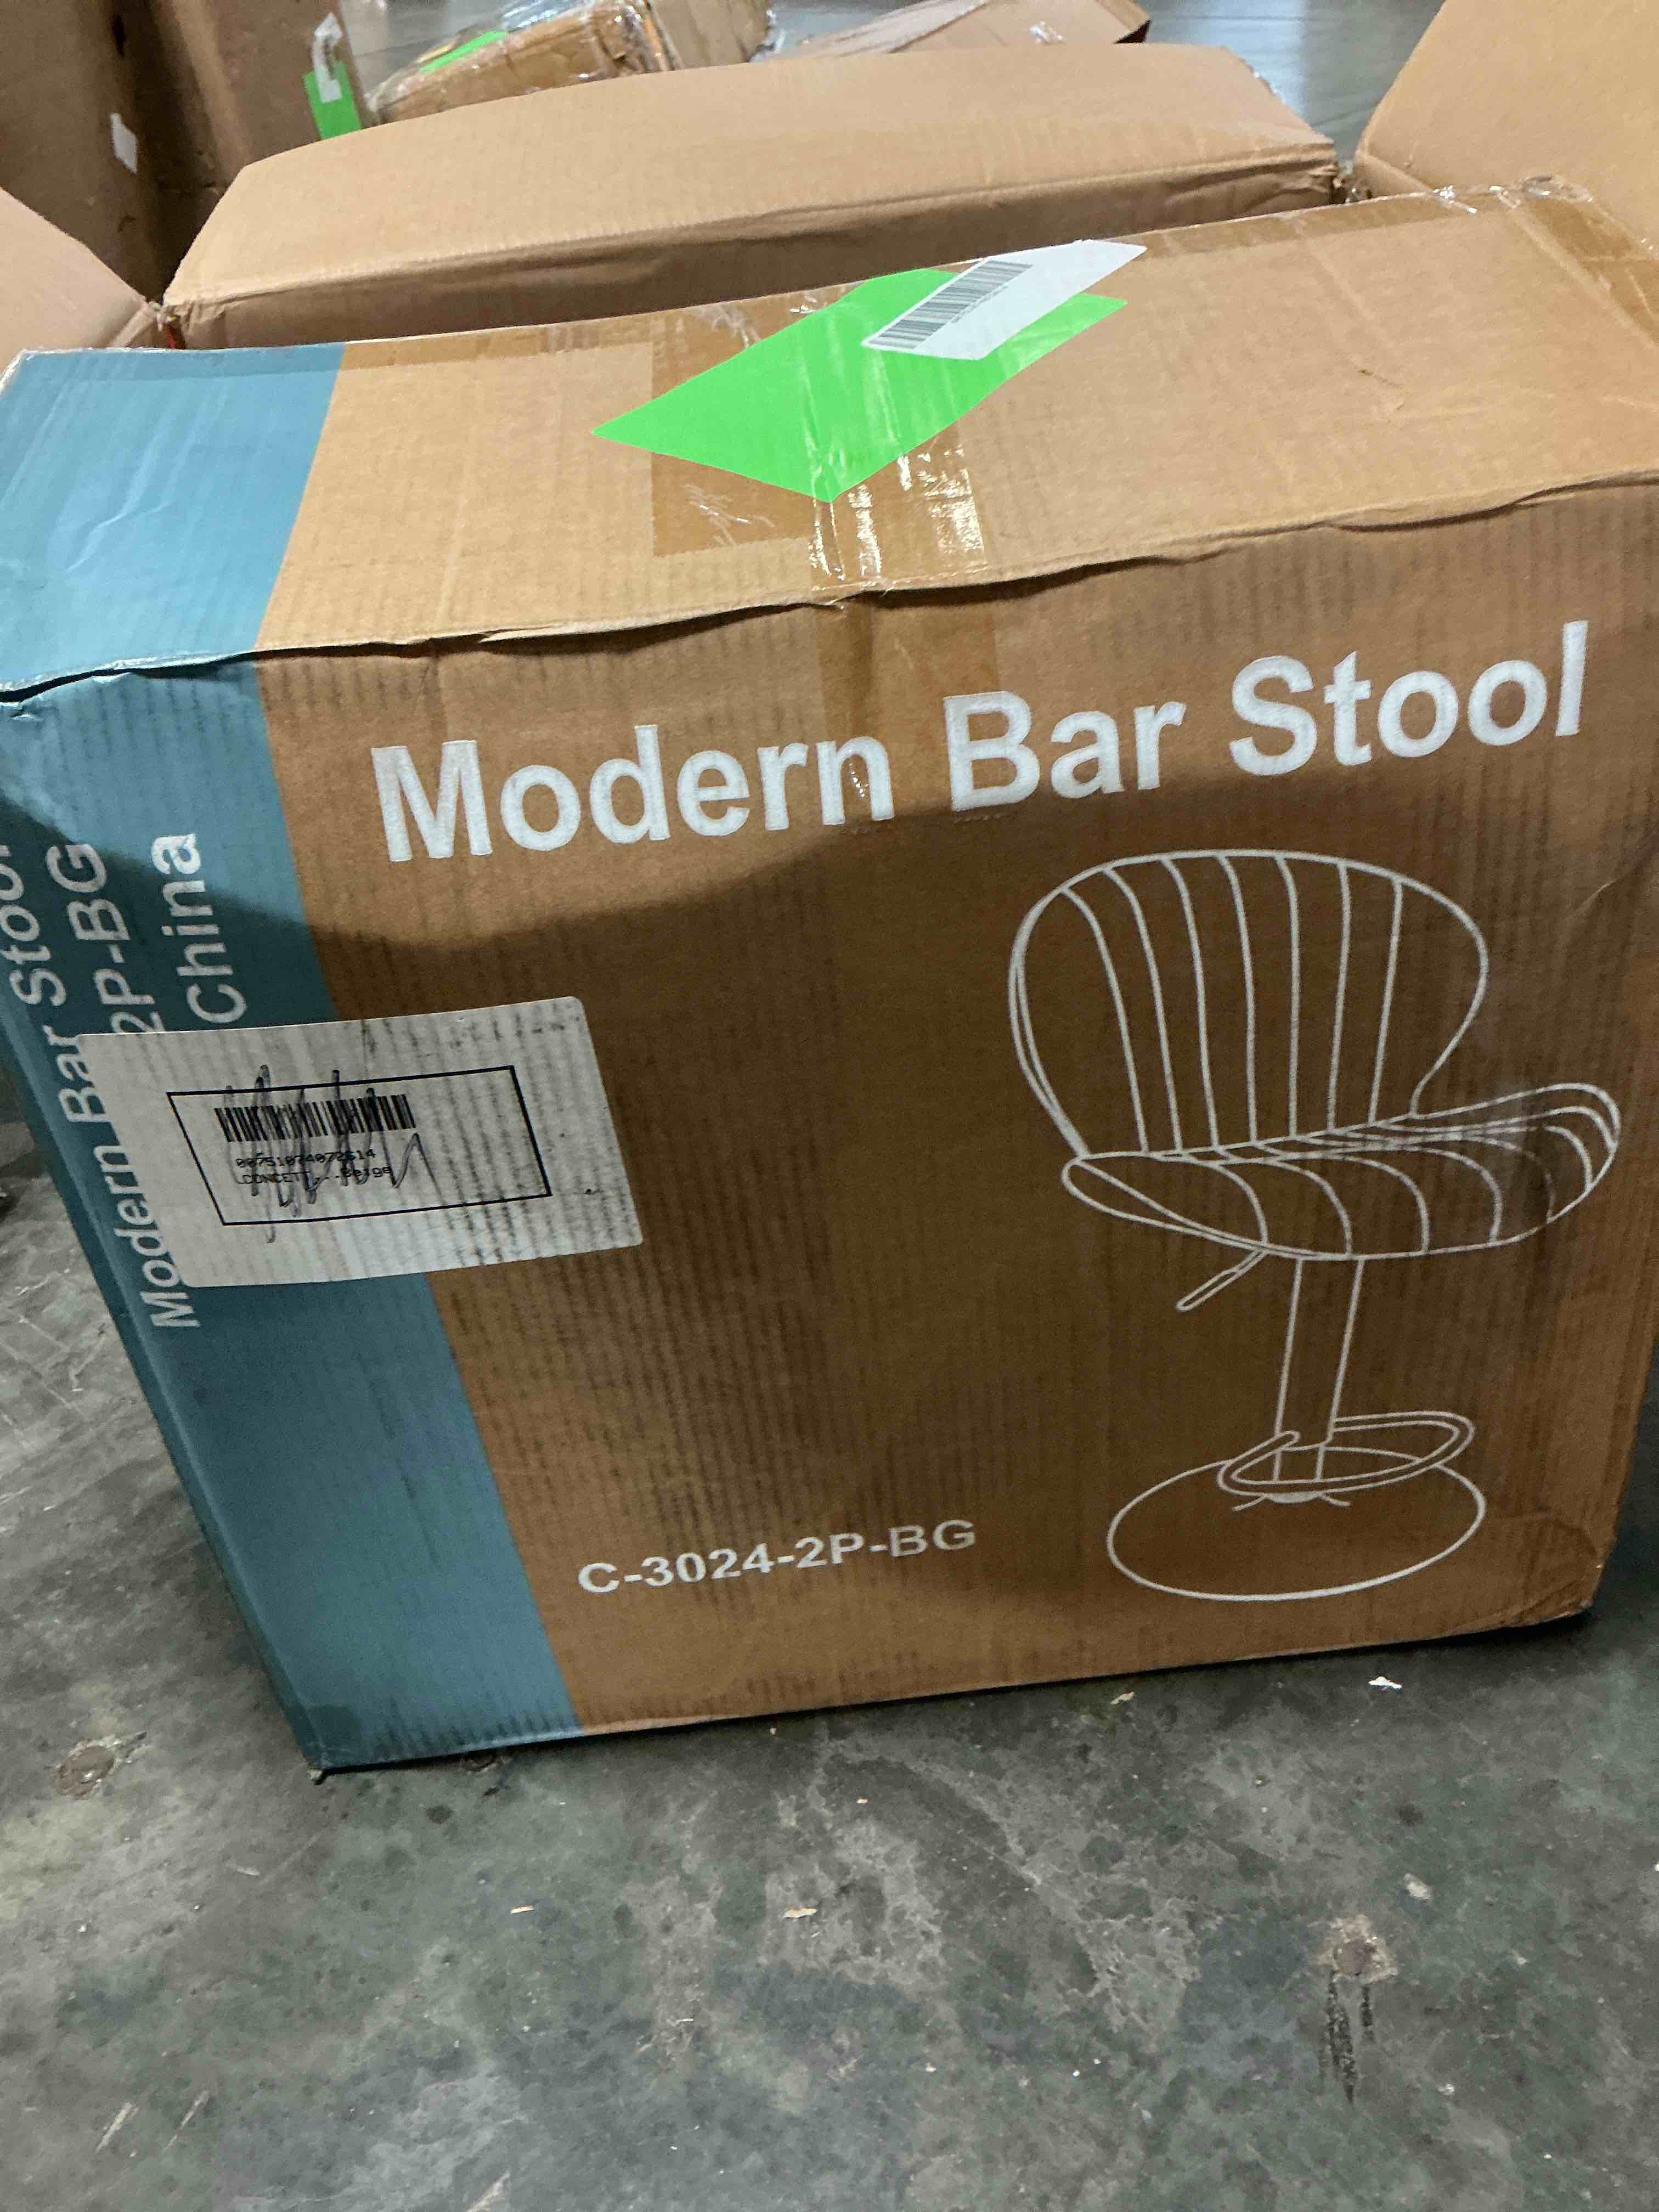 Modern Bar Stool
Modern Bar Stool
2P-BG
China
C-3024-2P-BG